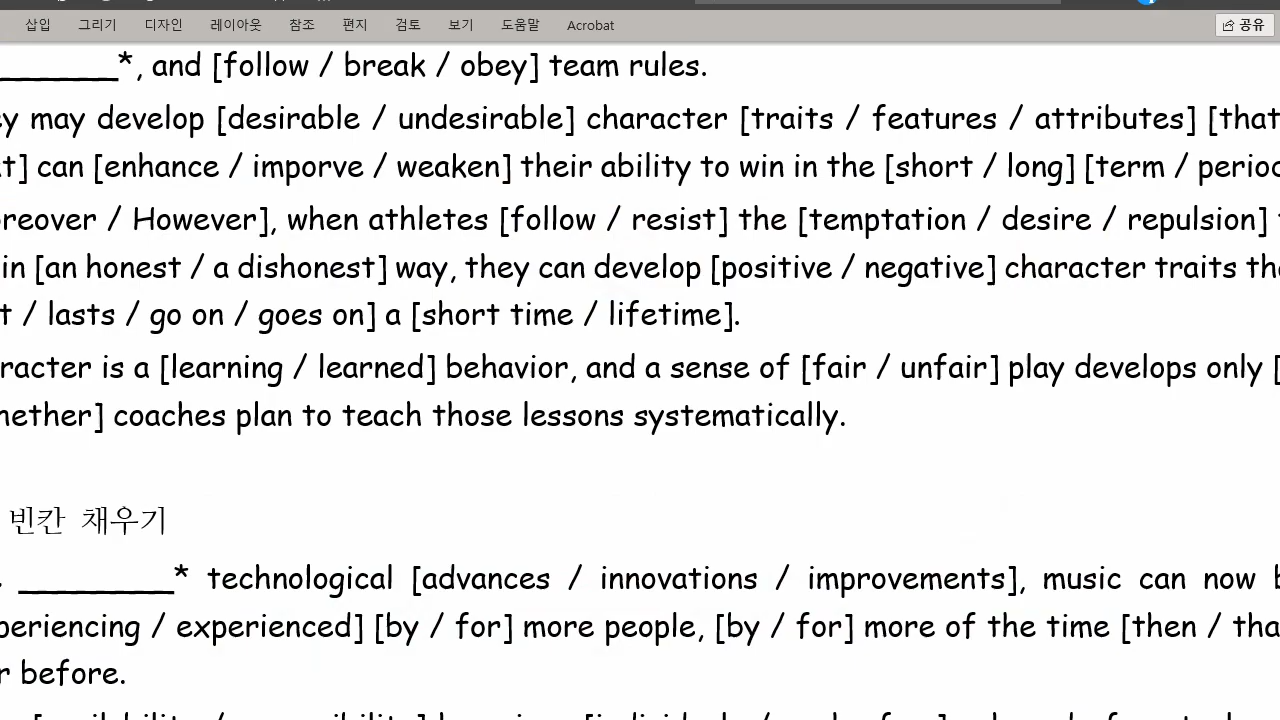 삽입 그리기 디자인 레이아웃 참조 편지 검토 보기 도움말 Acrobat 공유
________*, and [follow / break / obey] team rules.
ey may develop [desirable / undesirable] character [traits / features / attributes] [that
t] can [enhance / imporve / weaken] their ability to win in the [short / long] [term / period
oreover / However], when athletes [follow / resist] the [temptation / desire / repulsion] t
in [an honest / a dishonest] way, they can develop [positive / negative] character traits tha
t / lasts / go on / goes on] a [short time / lifetime].
racter is a [learning / learned] behavior, and a sense of [fair / unfair] play develops only [
hether] coaches plan to teach those lessons systematically.
빈칸 채우기
. ________* technological [advances / innovations / improvements], music can now b
periencing / experienced] [by / for] more people, [by / for] more of the time [then / tha
r before.